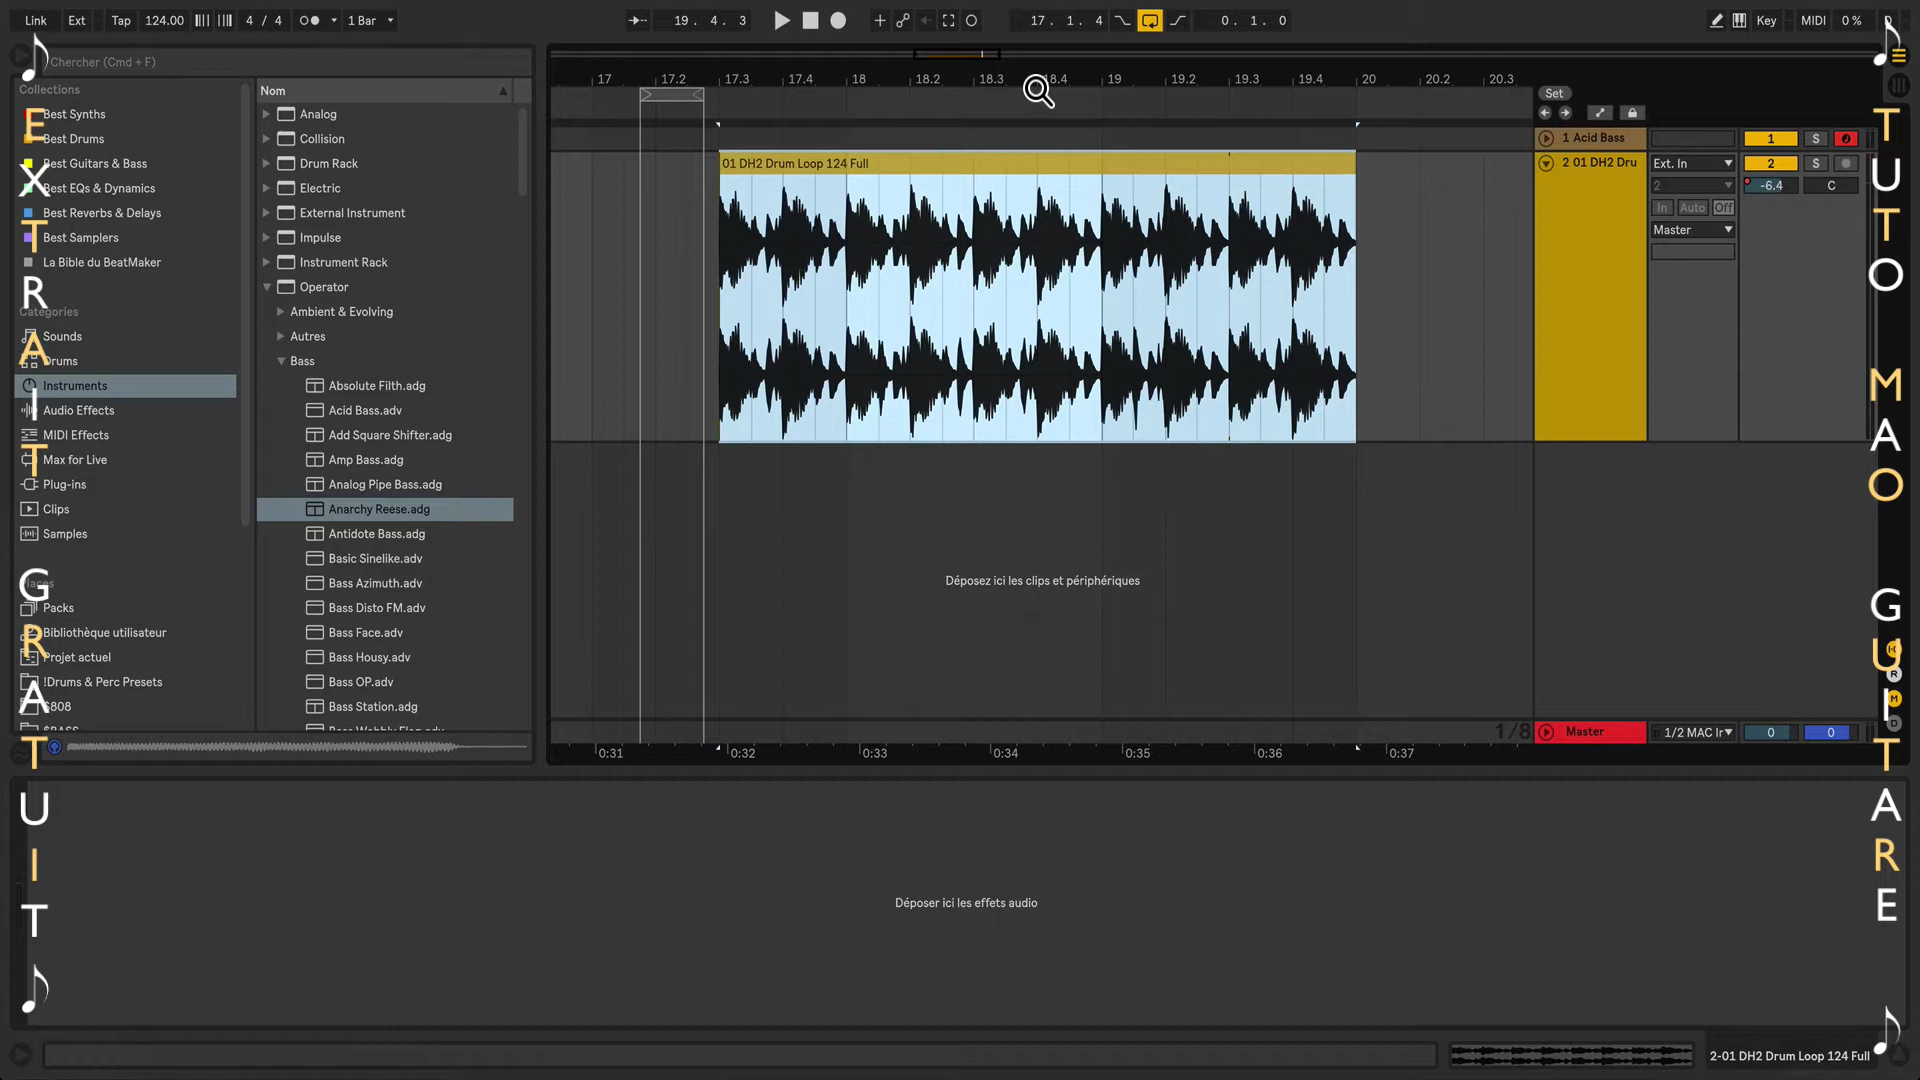 Link Ext Tap 124.00 4 / 4 1 Bar 19. 4. 3 17. 1. 4 0. 1. 0 Key MIDI 0 % D
Chercher (Cmd + F)
Collections
Best Synths
Best Drums
Best Guitars & Bass
Best EQs & Dynamics
Best Reverbs & Delays
Best Samplers
La Bible du BeatMaker
Categories
Sounds
Drums
Instruments
Audio Effects
MIDI Effects
Max for Live
Plug-ins
Clips
Samples
Places
Packs
Bibliothèque utilisateur
Projet actuel
!Drums & Perc Presets
$808
$BASS
Nom
Analog
Collision
Drum Rack
Electric
External Instrument
Impulse
Instrument Rack
Operator
Ambient & Evolving
Autres
Bass
Absolute Filth.adg
Acid Bass.adv
Add Square Shifter.adg
Amp Bass.adg
Analog Pipe Bass.adg
Anarchy Reese.adg
Antidote Bass.adg
Basic Sinelike.adv
Bass Azimuth.adv
Bass Disto FM.adv
Bass Face.adv
Bass Housy.adv
Bass OP.adv
Bass Station.adg
17 17.2 17.3 17.4 18 18.2 18.3 18.4 19 19.2 19.3 19.4 20 20.2 20.3
01 DH2 Drum Loop 124 Full
Déposez ici les clips et périphériques
1/8
0:31 0:32 0:33 0:34 0:35 0:36 0:37
Set
1 Acid Bass 1 S
2 01 DH2 Dru Ext. In 2 S
2 -6.4 C
In Auto Off
Master
Master 1/2 MAC Ir 0 0
R
M
D
Déposer ici les effets audio
2-01 DH2 Drum Loop 124 Full
EXTRAIT GRATUIT
TUTO MAO GUITARE